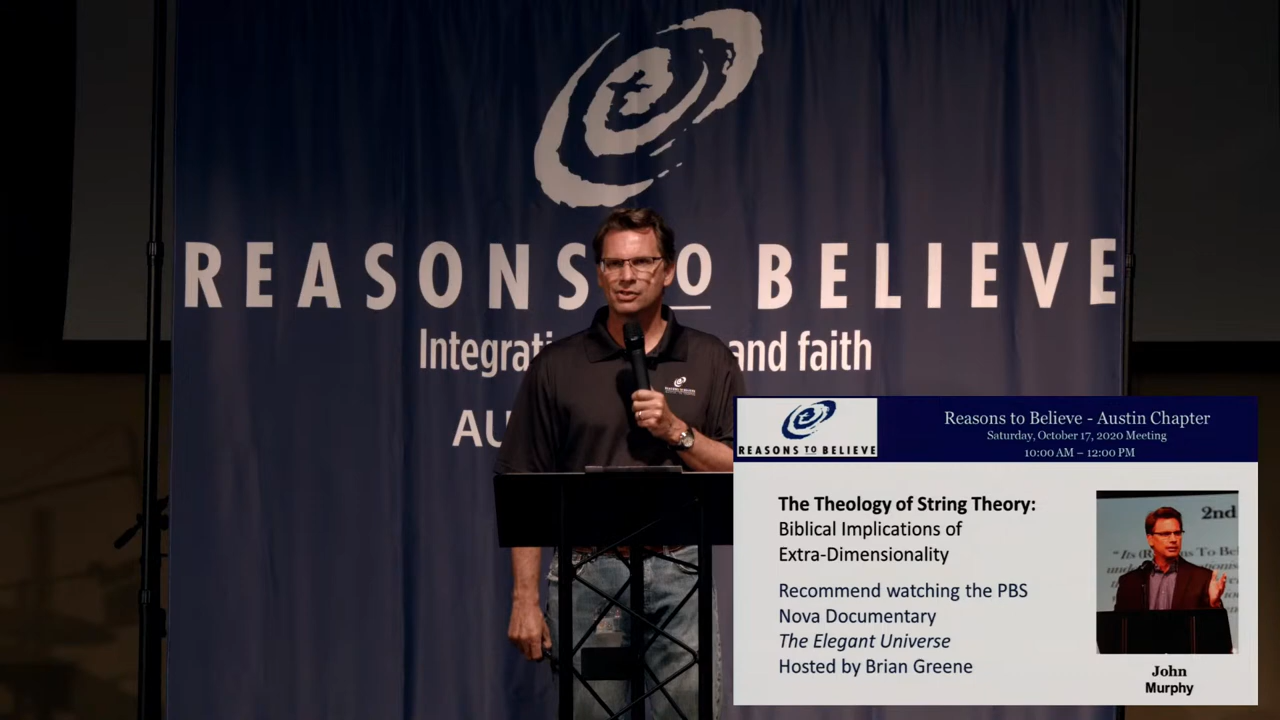 REASONS TO BELIEVE
Integrati and faith
AU
REASONS TO BELIEVE
Reasons to Believe - Austin Chapter
Saturday, October 17, 2020 Meeting
10:00 AM – 12:00 PM
The Theology of String Theory:
Biblical Implications of
Extra-Dimensionality
Recommend watching the PBS
Nova Documentary
The Elegant Universe
Hosted by Brian Greene
2nd
John
Murphy